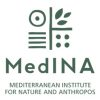 MedINA
MEDITERRANEAN INSTITUTE
FOR NATURE AND ANTHROPOS